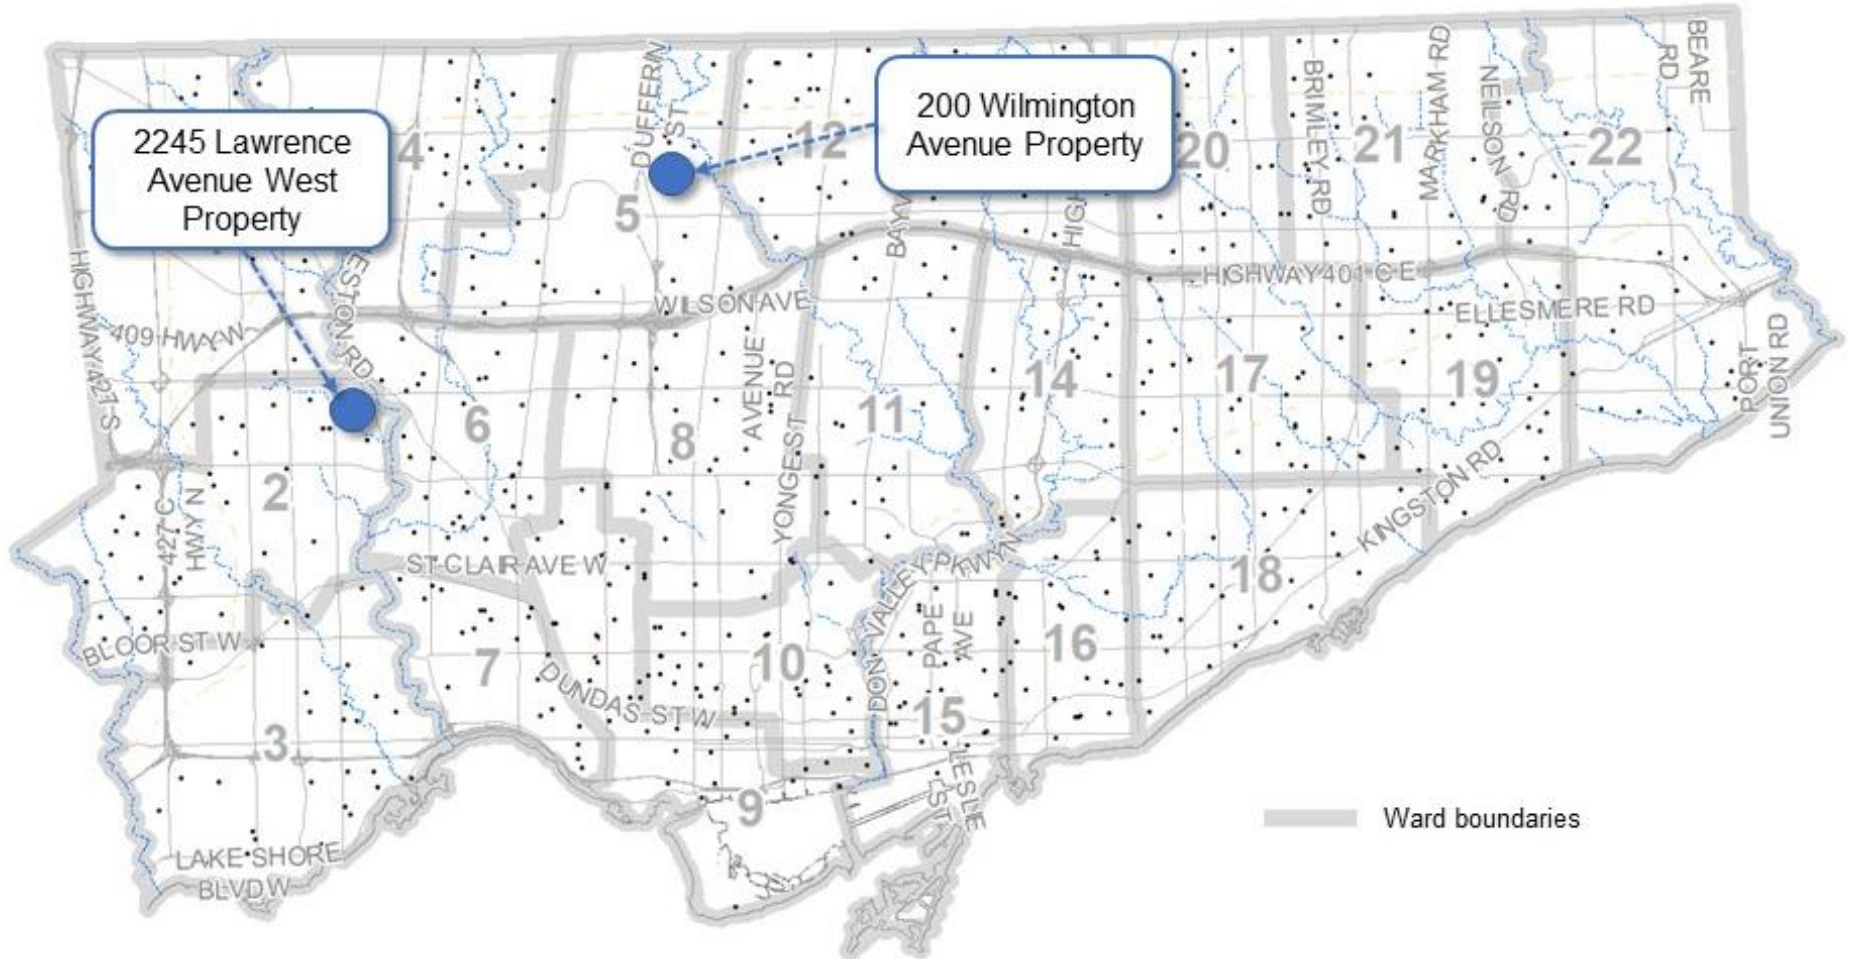 2245 Lawrence
Avenue West
Property
200 Wilmington
Avenue Property
DUFFERIN
ST
BRIMLEY RD
MARKHAM RD
NEILSON RD
BEARE
RD
4
12
20
21
22
5
HIGHWAY 427 S
409 HWY W
WILSON AVE
HIGHWAY 401 C E
ELLESMERE RD
PORT
UNION RD
AVENUE
RD
YONGE ST
6
8
11
14
17
19
2
427 C
HWY N
ST CLAIR AVE W
DON VALLEY PKWY N
KINGSTON RD
18
BLOOR ST W
7
DUNDAS ST W
10
PAPE
AVE
16
15
3
9
LESLIE
ST
LAKE SHORE
BLVD W
Ward boundaries